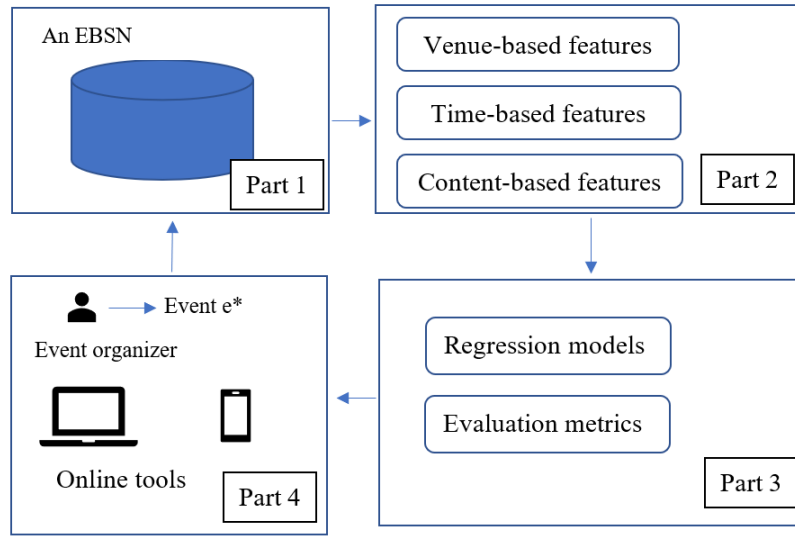 An EBSN
Part 1
Venue-based features
Time-based features
Content-based features
Part 2
Regression models
Evaluation metrics
Part 3
Event e*
Event organizer
Online tools
Part 4